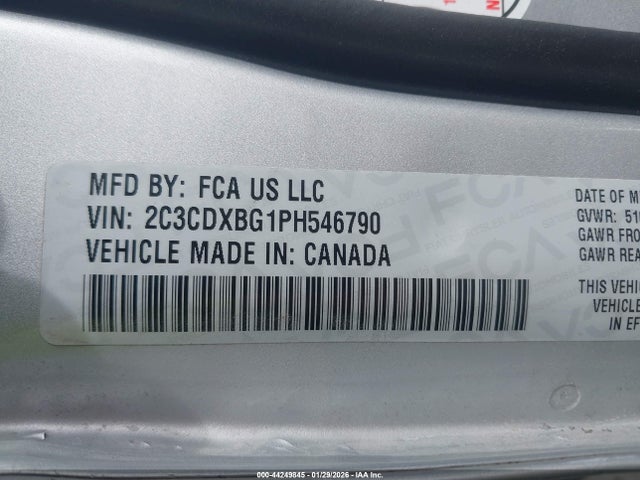 MFD BY: FCA US LLC
VIN: 2C3CDXBG1PH546790
VEHICLE MADE IN: CANADA
DATE OF M
GVWR: 51
GAWR FRO
GAWR REA
THIS VEHIC
VEHICLE
IN EF
000-44249845 - 01/29/2026 - IAA Inc.